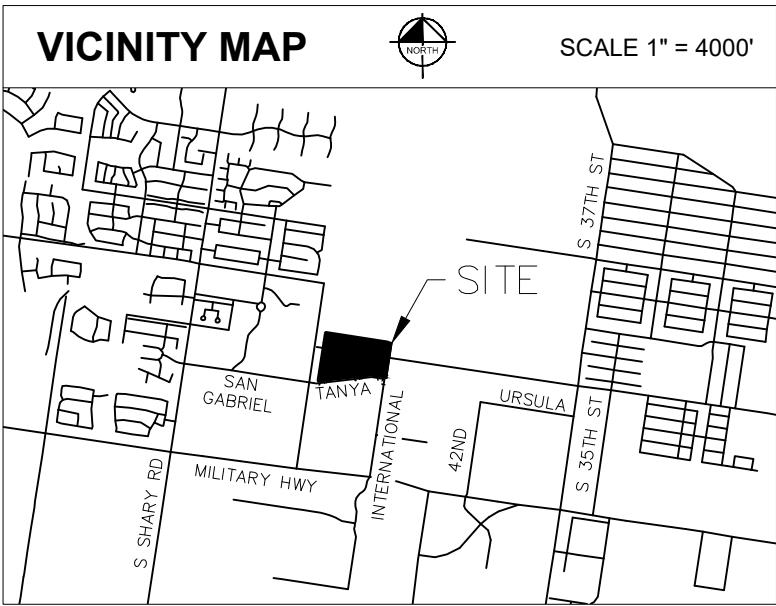 VICINITY MAP
NORTH
SCALE 1" = 4000'
S 37TH ST
SITE
SAN
GABRIEL
TANYA
URSULA
INTERNATIONAL
42ND
S 35TH ST
MILITARY HWY
S SHARY RD